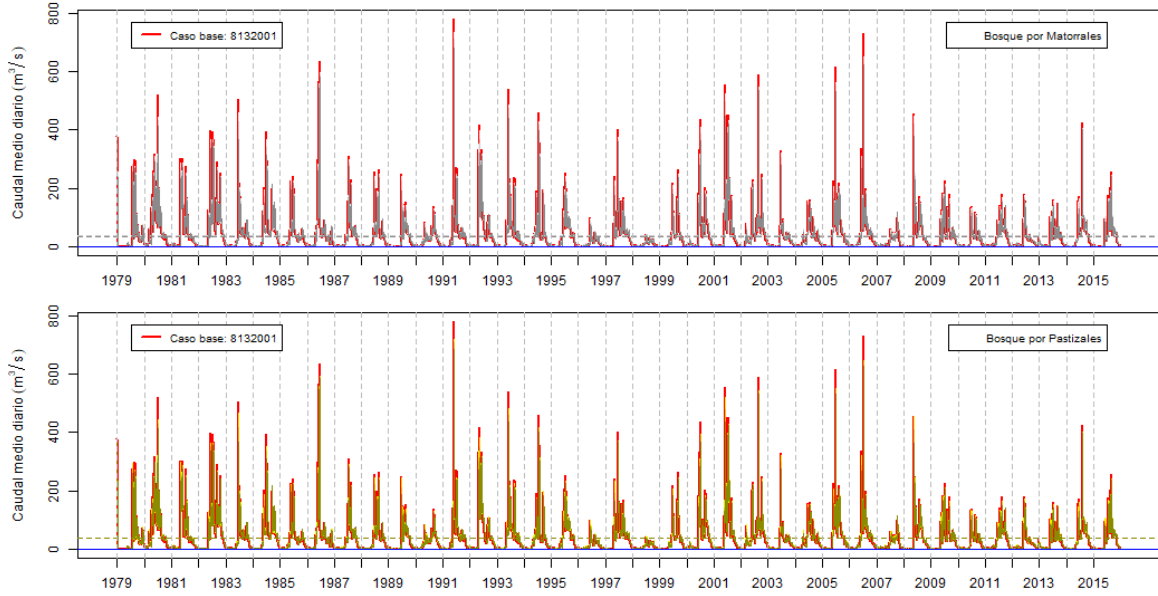 800
600
400
200
0
Caudal medio diario (m³/s)
Caso base: 8132001
Bosque por Matorrales
1979 1981 1983 1985 1987 1989 1991 1993 1995 1997 1999 2001 2003 2005 2007 2009 2011 2013 2015
800
600
400
200
0
Caudal medio diario (m³/s)
Caso base: 8132001
Bosque por Pastizales
1979 1981 1983 1985 1987 1989 1991 1993 1995 1997 1999 2001 2003 2005 2007 2009 2011 2013 2015